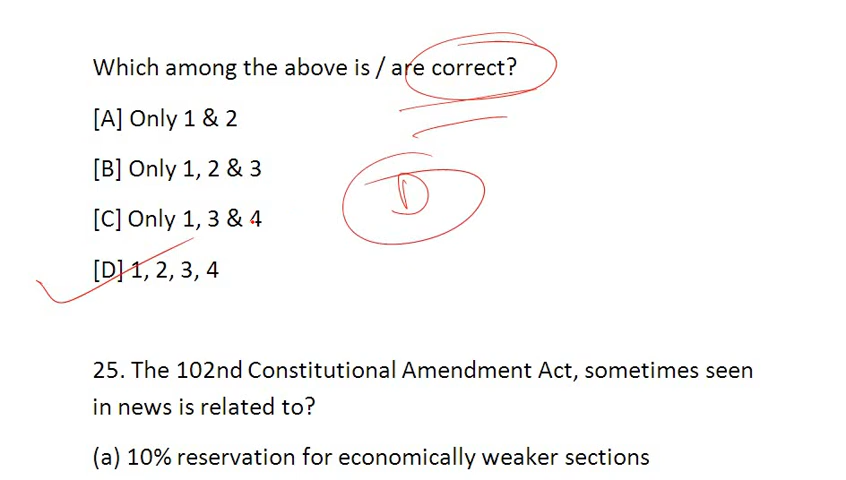 Which among the above is / are correct?
[A] Only 1 & 2
[B] Only 1, 2 & 3
D
[C] Only 1, 3 & 4
[D] 1, 2, 3, 4
25. The 102nd Constitutional Amendment Act, sometimes seen
in news is related to?
(a) 10% reservation for economically weaker sections